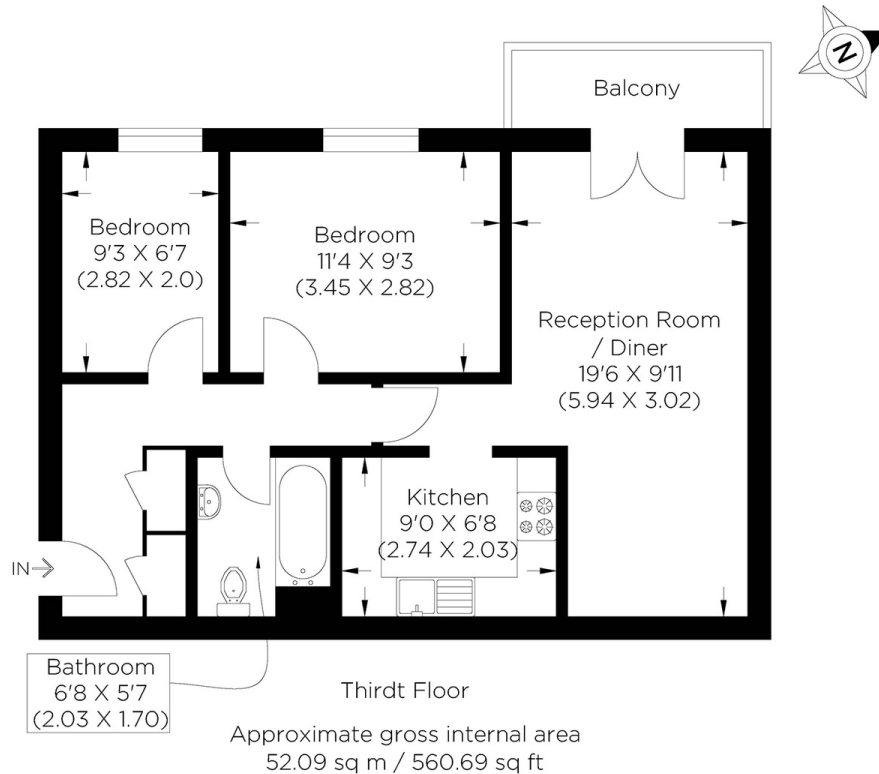 N
Balcony
Bedroom
9'3 X 6'7
(2.82 X 2.0)
Bedroom
11'4 X 9'3
(3.45 X 2.82)
Reception Room
/ Diner
19'6 X 9'11
(5.94 X 3.02)
Kitchen
9'0 X 6'8
(2.74 X 2.03)
IN
Bathroom
6'8 X 5'7
(2.03 X 1.70)
Thirdt Floor
Approximate gross internal area
52.09 sq m / 560.69 sq ft